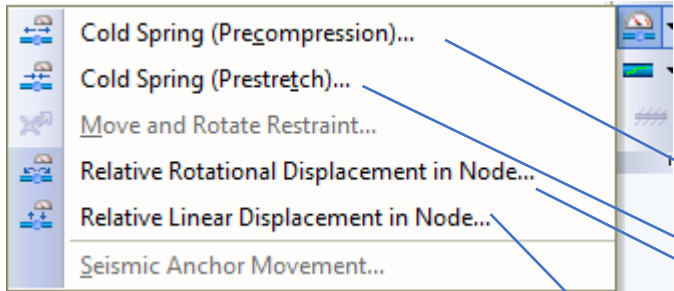 Cold Spring (Precompression)...
Cold Spring (Prestretch)...
Move and Rotate Restraint...
Relative Rotational Displacement in Node...
Relative Linear Displacement in Node...
Seismic Anchor Movement...